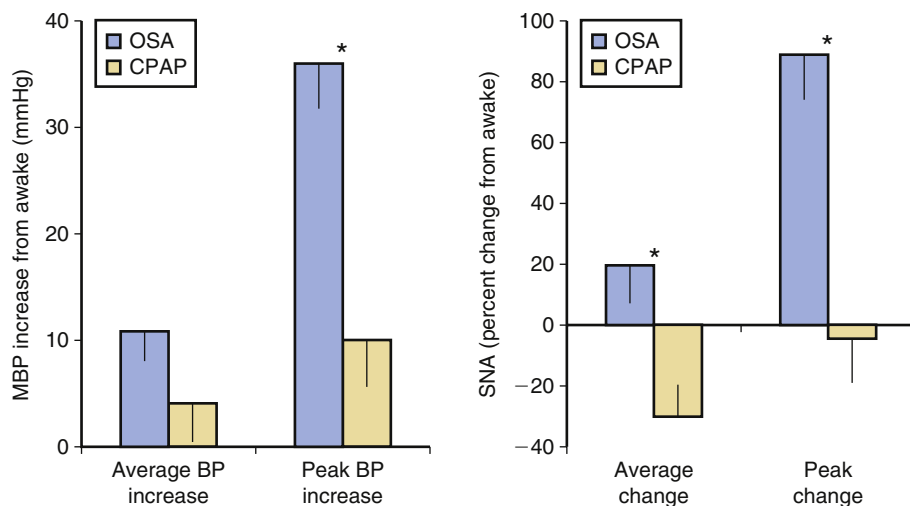 MBP increase from awake (mmHg)
40
30
20
10
0
OSA
CPAP
*
Average BP
increase
Peak BP
increase
SNA (percent change from awake)
100
80
60
40
20
0
−20
−40
OSA
CPAP
*
*
Average
change
Peak
change